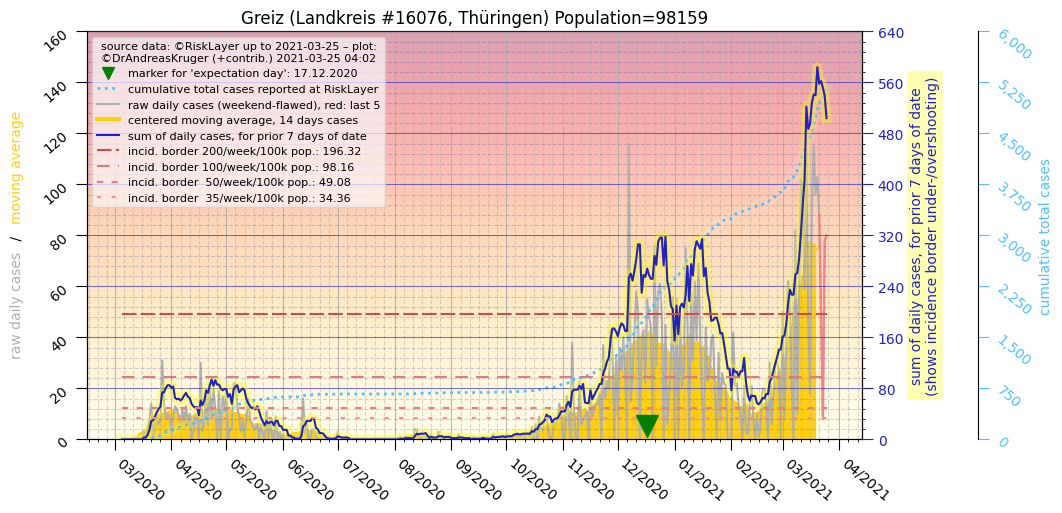 Greiz (Landkreis #16076, Thüringen) Population=98159
source data: ©RiskLayer up to 2021-03-25 – plot:
©DrAndreasKruger (+contrib.) 2021-03-25 04:02
marker for 'expectation day': 17.12.2020
cumulative total cases reported at RiskLayer
raw daily cases (weekend-flawed), red: last 5
centered moving average, 14 days cases
sum of daily cases, for prior 7 days of date
incid. border 200/week/100k pop.: 196.32
incid. border 100/week/100k pop.: 98.16
incid. border  50/week/100k pop.: 49.08
incid. border  35/week/100k pop.: 34.36
raw daily cases / moving average
160
140
120
100
80
60
40
20
0
640
560
480
400
320
240
160
80
0
sum of daily cases, for prior 7 days of date
(shows incidence border under-/overshooting)
6,000
5,250
4,500
3,750
3,000
2,250
1,500
750
0
cumulative total cases
03/2020
04/2020
05/2020
06/2020
07/2020
08/2020
09/2020
10/2020
11/2020
12/2020
01/2021
02/2021
03/2021
04/2021